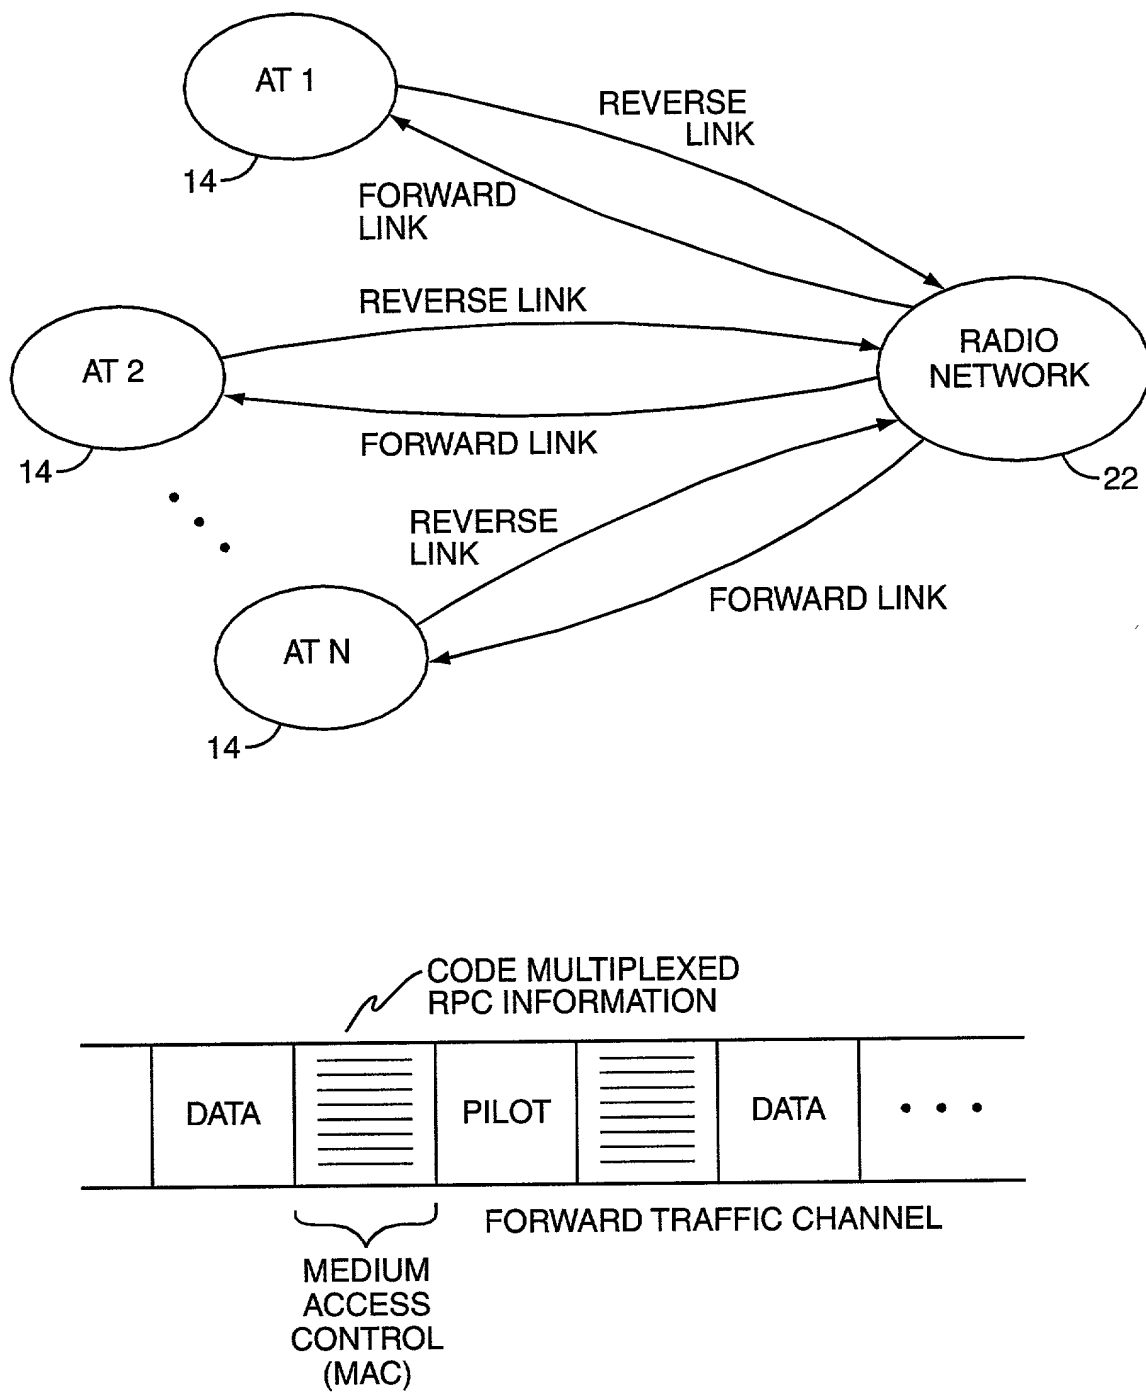 AT 1
REVERSE
LINK
14
FORWARD
LINK
REVERSE LINK
RADIO
NETWORK
AT 2
FORWARD LINK
14
22
REVERSE
LINK
FORWARD LINK
AT N
14
CODE MULTIPLEXED
RPC INFORMATION
DATA
PILOT
DATA
FORWARD TRAFFIC CHANNEL
MEDIUM
ACCESS
CONTROL
(MAC)